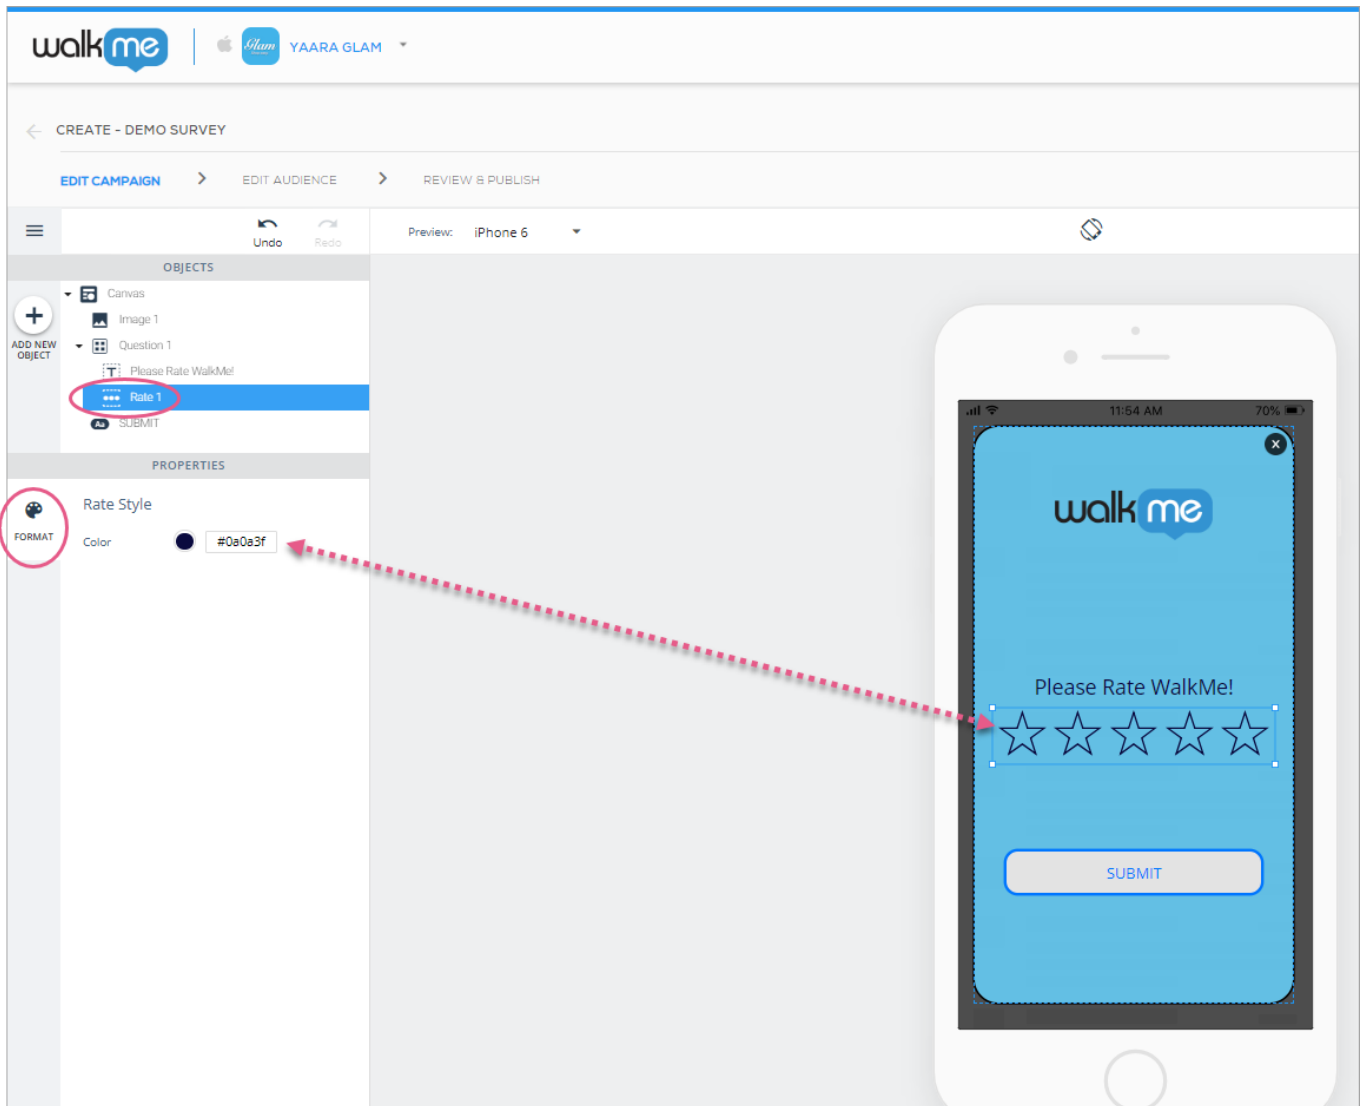 walkme
Glam
YAARA GLAM
CREATE - DEMO SURVEY
EDIT CAMPAIGN
EDIT AUDIENCE
REVIEW & PUBLISH
Undo
Redo
Preview:
iPhone 6
OBJECTS
Canvas
Image 1
ADD NEW
OBJECT
Question 1
T
Please Rate WalkMe!
Rate 1
Aa
SUBMIT
PROPERTIES
FORMAT
Rate Style
Color
#0a0a3f
11:54 AM
70%
X
walkme
Please Rate WalkMe!
SUBMIT